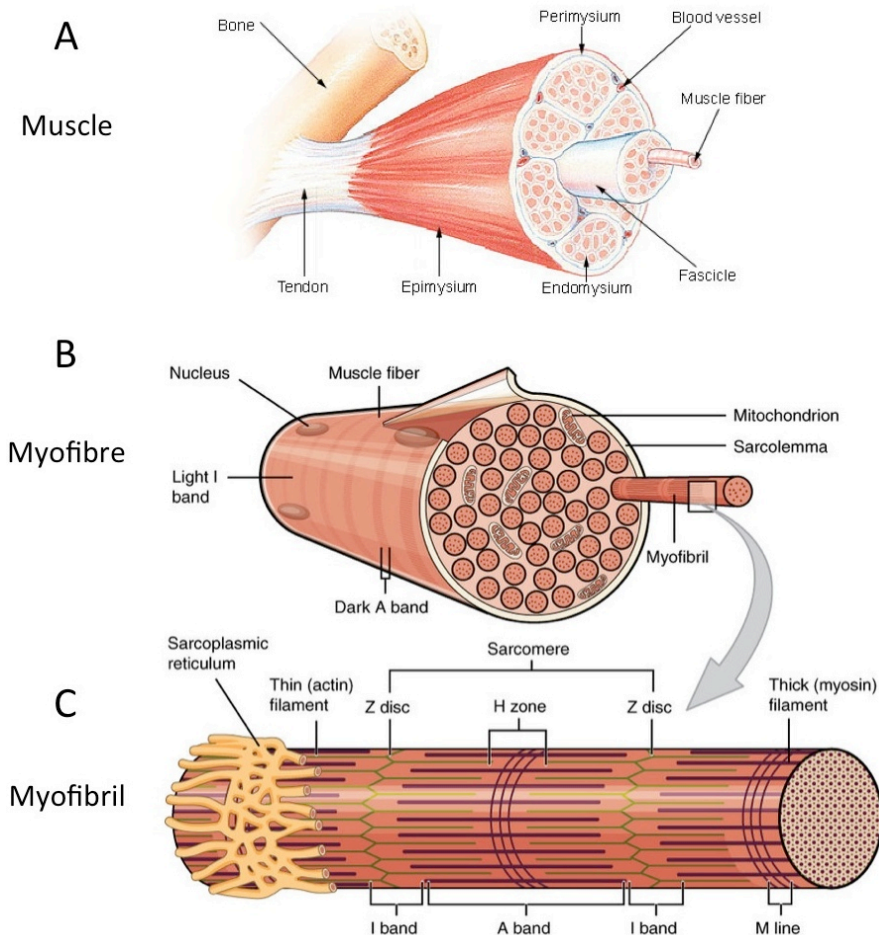 A
Muscle
Bone
Perimysium
Blood vessel
Muscle fiber
Tendon
Epimysium
Endomysium
Fascicle
B
Myofibre
Nucleus
Muscle fiber
Mitochondrion
Sarcolemma
Light I
band
Myofibril
Dark A band
C
Myofibril
Sarcoplasmic
reticulum
Sarcomere
Thin (actin)
filament
Z disc
H zone
Z disc
Thick (myosin)
filament
I band
A band
I band
M line